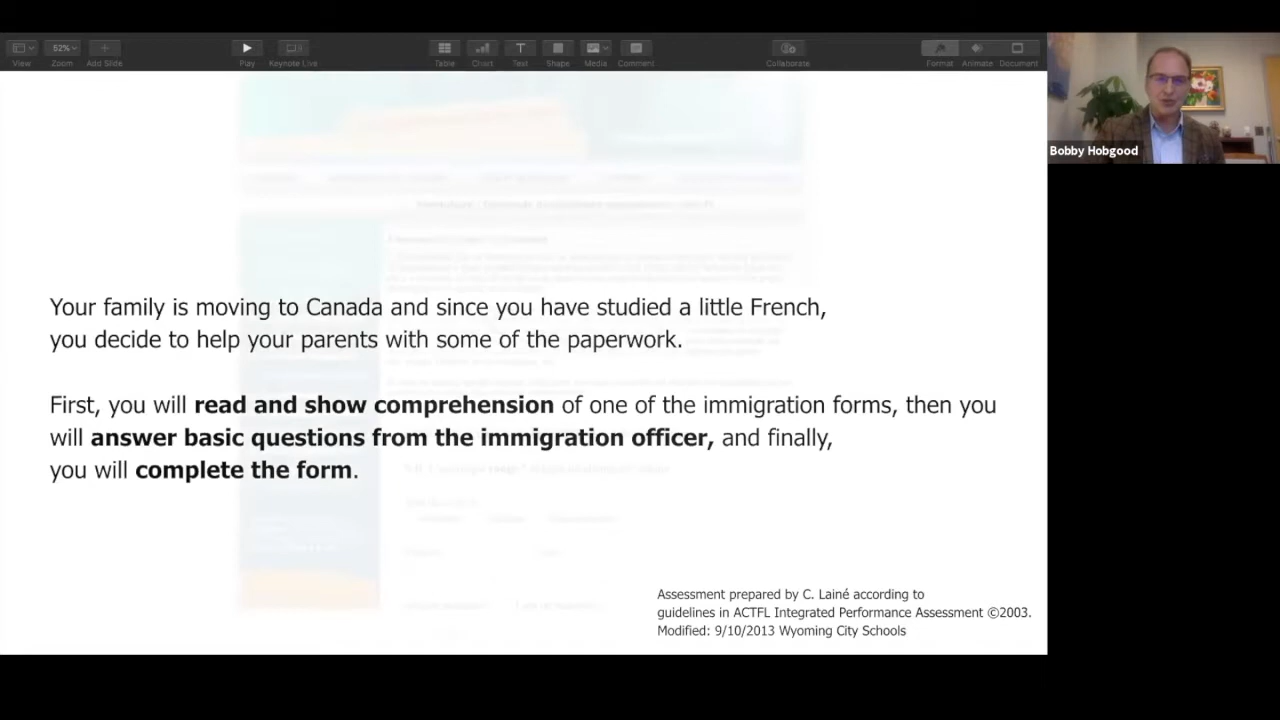 View
52%
Zoom
Add Slide
Play
Keynote Live
Table
Chart
Text
Shape
Media
Comment
Collaborate
Format
Animate
Document
Bobby Hobgood
Your family is moving to Canada and since you have studied a little French,
you decide to help your parents with some of the paperwork.
First, you will read and show comprehension of one of the immigration forms, then you
will answer basic questions from the immigration officer, and finally,
you will complete the form.
Assessment prepared by C. Lainé according to
guidelines in ACTFL Integrated Performance Assessment ©2003.
Modified: 9/10/2013 Wyoming City Schools